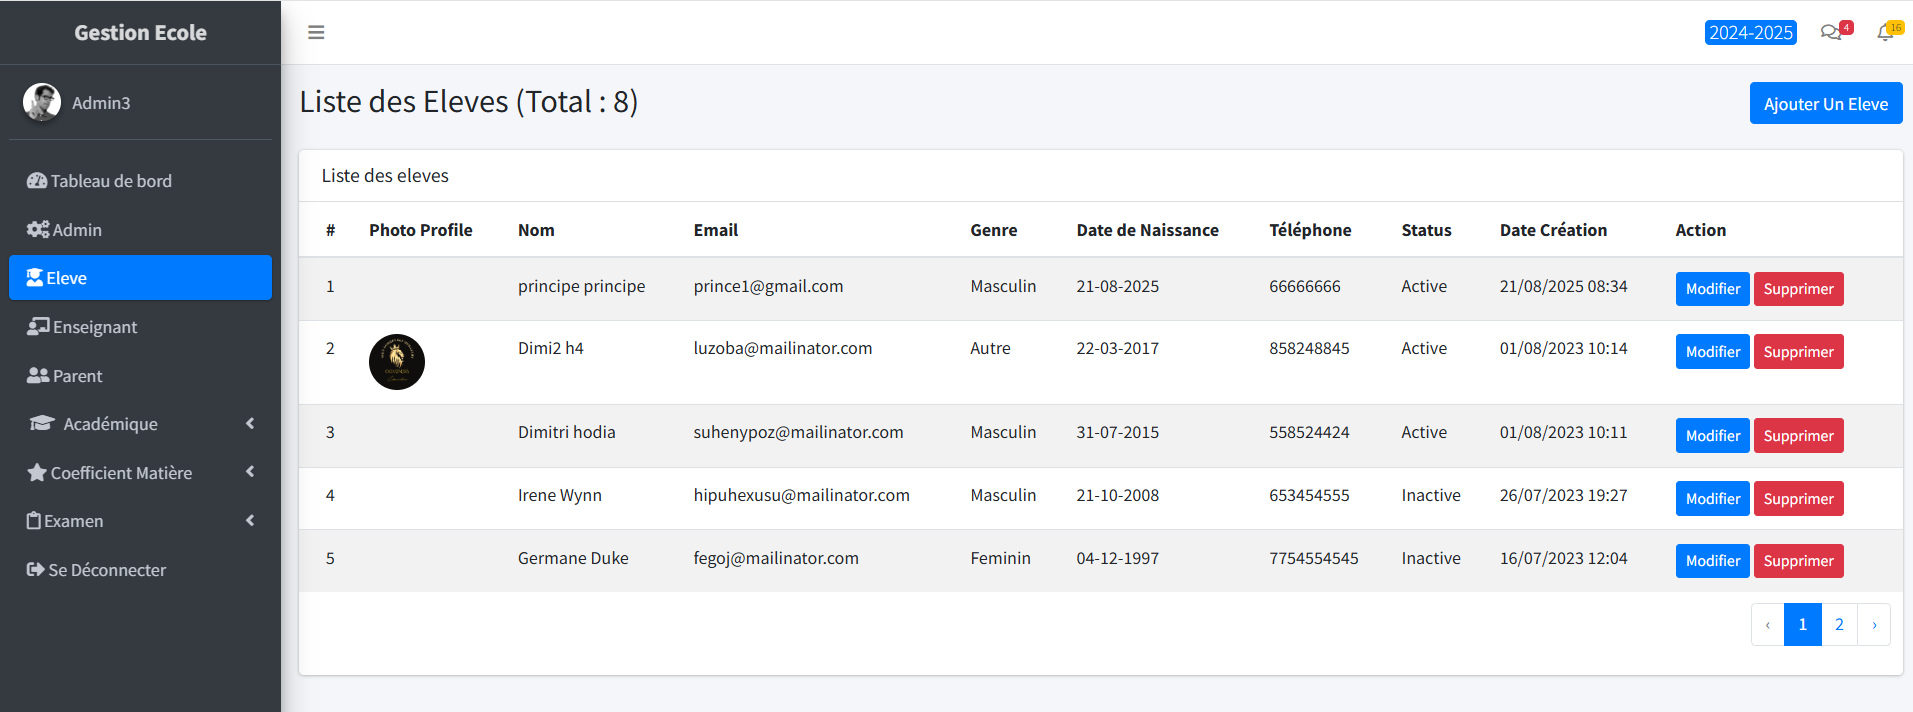 Gestion Ecole
2024-2025
4
16
Admin3
Liste des Eleves (Total : 8)
Ajouter Un Eleve
Tableau de bord
Admin
Eleve
Enseignant
Parent
Académique
Coefficient Matière
Examen
Se Déconnecter
Liste des eleves
# Photo Profile Nom Email Genre Date de Naissance Téléphone Status Date Création Action
1 principe principe prince1@gmail.com Masculin 21-08-2025 66666666 Active 21/08/2025 08:34 Modifier Supprimer
2 Dimi2 h4 luzoba@mailinator.com Autre 22-03-2017 858248845 Active 01/08/2023 10:14 Modifier Supprimer
3 Dimitri hodia suhenypoz@mailinator.com Masculin 31-07-2015 558524424 Active 01/08/2023 10:11 Modifier Supprimer
4 Irene Wynn hipuhexusu@mailinator.com Masculin 21-10-2008 653454555 Inactive 26/07/2023 19:27 Modifier Supprimer
5 Germane Duke fegoj@mailinator.com Feminin 04-12-1997 7754554545 Inactive 16/07/2023 12:04 Modifier Supprimer
‹ 1 2 ›